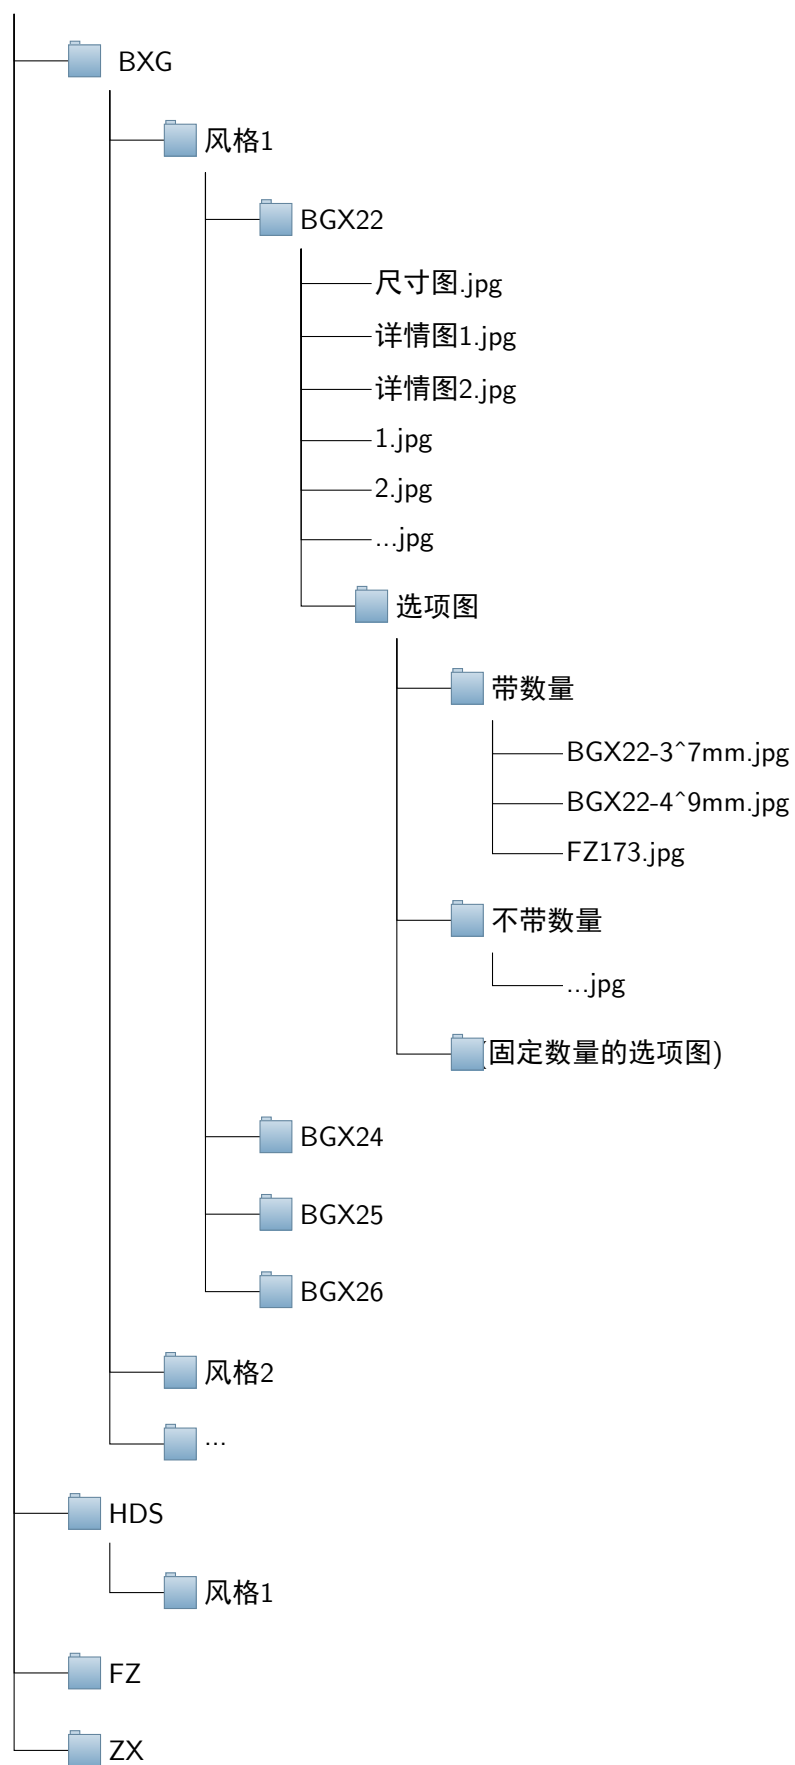 BXG
风格1
BGX22
尺寸图.jpg
详情图1.jpg
详情图2.jpg
1.jpg
2.jpg
...jpg
选项图
带数量
BGX22-3^7mm.jpg
BGX22-4^9mm.jpg
FZ173.jpg
不带数量
...jpg
(固定数量的选项图)
BGX24
BGX25
BGX26
风格2
...
HDS
风格1
FZ
ZX